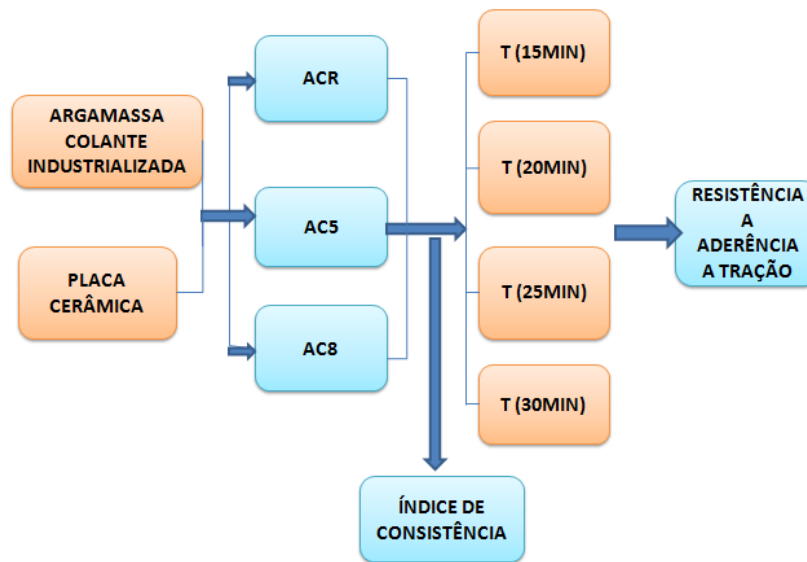 ARGAMASSA
COLANTE
INDUSTRIALIZADA
PLACA
CERÂMICA
ACR
AC5
AC8
T (15MIN)
T (20MIN)
T (25MIN)
T (30MIN)
RESISTÊNCIA
A
ADERÊNCIA
A TRAÇÃO
ÍNDICE DE
CONSISTÊNCIA